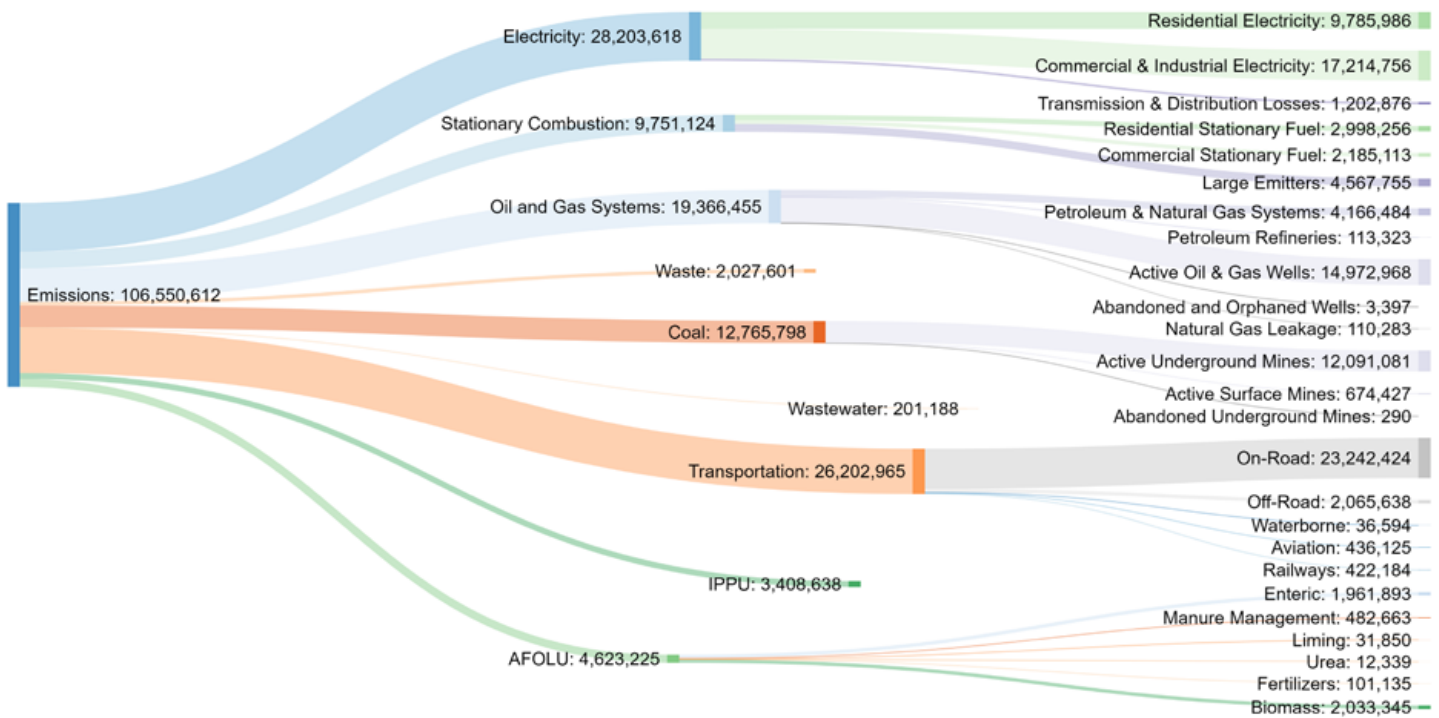 Emissions: 106,550,612
Electricity: 28,203,618
Stationary Combustion: 9,751,124
Oil and Gas Systems: 19,366,455
Waste: 2,027,601
Coal: 12,765,798
Wastewater: 201,188
Transportation: 26,202,965
IPPU: 3,408,638
AFOLU: 4,623,225
Residential Electricity: 9,785,986
Commercial & Industrial Electricity: 17,214,756
Transmission & Distribution Losses: 1,202,876
Residential Stationary Fuel: 2,998,256
Commercial Stationary Fuel: 2,185,113
Large Emitters: 4,567,755
Petroleum & Natural Gas Systems: 4,166,484
Petroleum Refineries: 113,323
Active Oil & Gas Wells: 14,972,968
Abandoned and Orphaned Wells: 3,397
Natural Gas Leakage: 110,283
Active Underground Mines: 12,091,081
Active Surface Mines: 674,427
Abandoned Underground Mines: 290
On-Road: 23,242,424
Off-Road: 2,065,638
Waterborne: 36,594
Aviation: 436,125
Railways: 422,184
Enteric: 1,961,893
Manure Management: 482,663
Liming: 31,850
Urea: 12,339
Fertilizers: 101,135
Biomass: 2,033,345